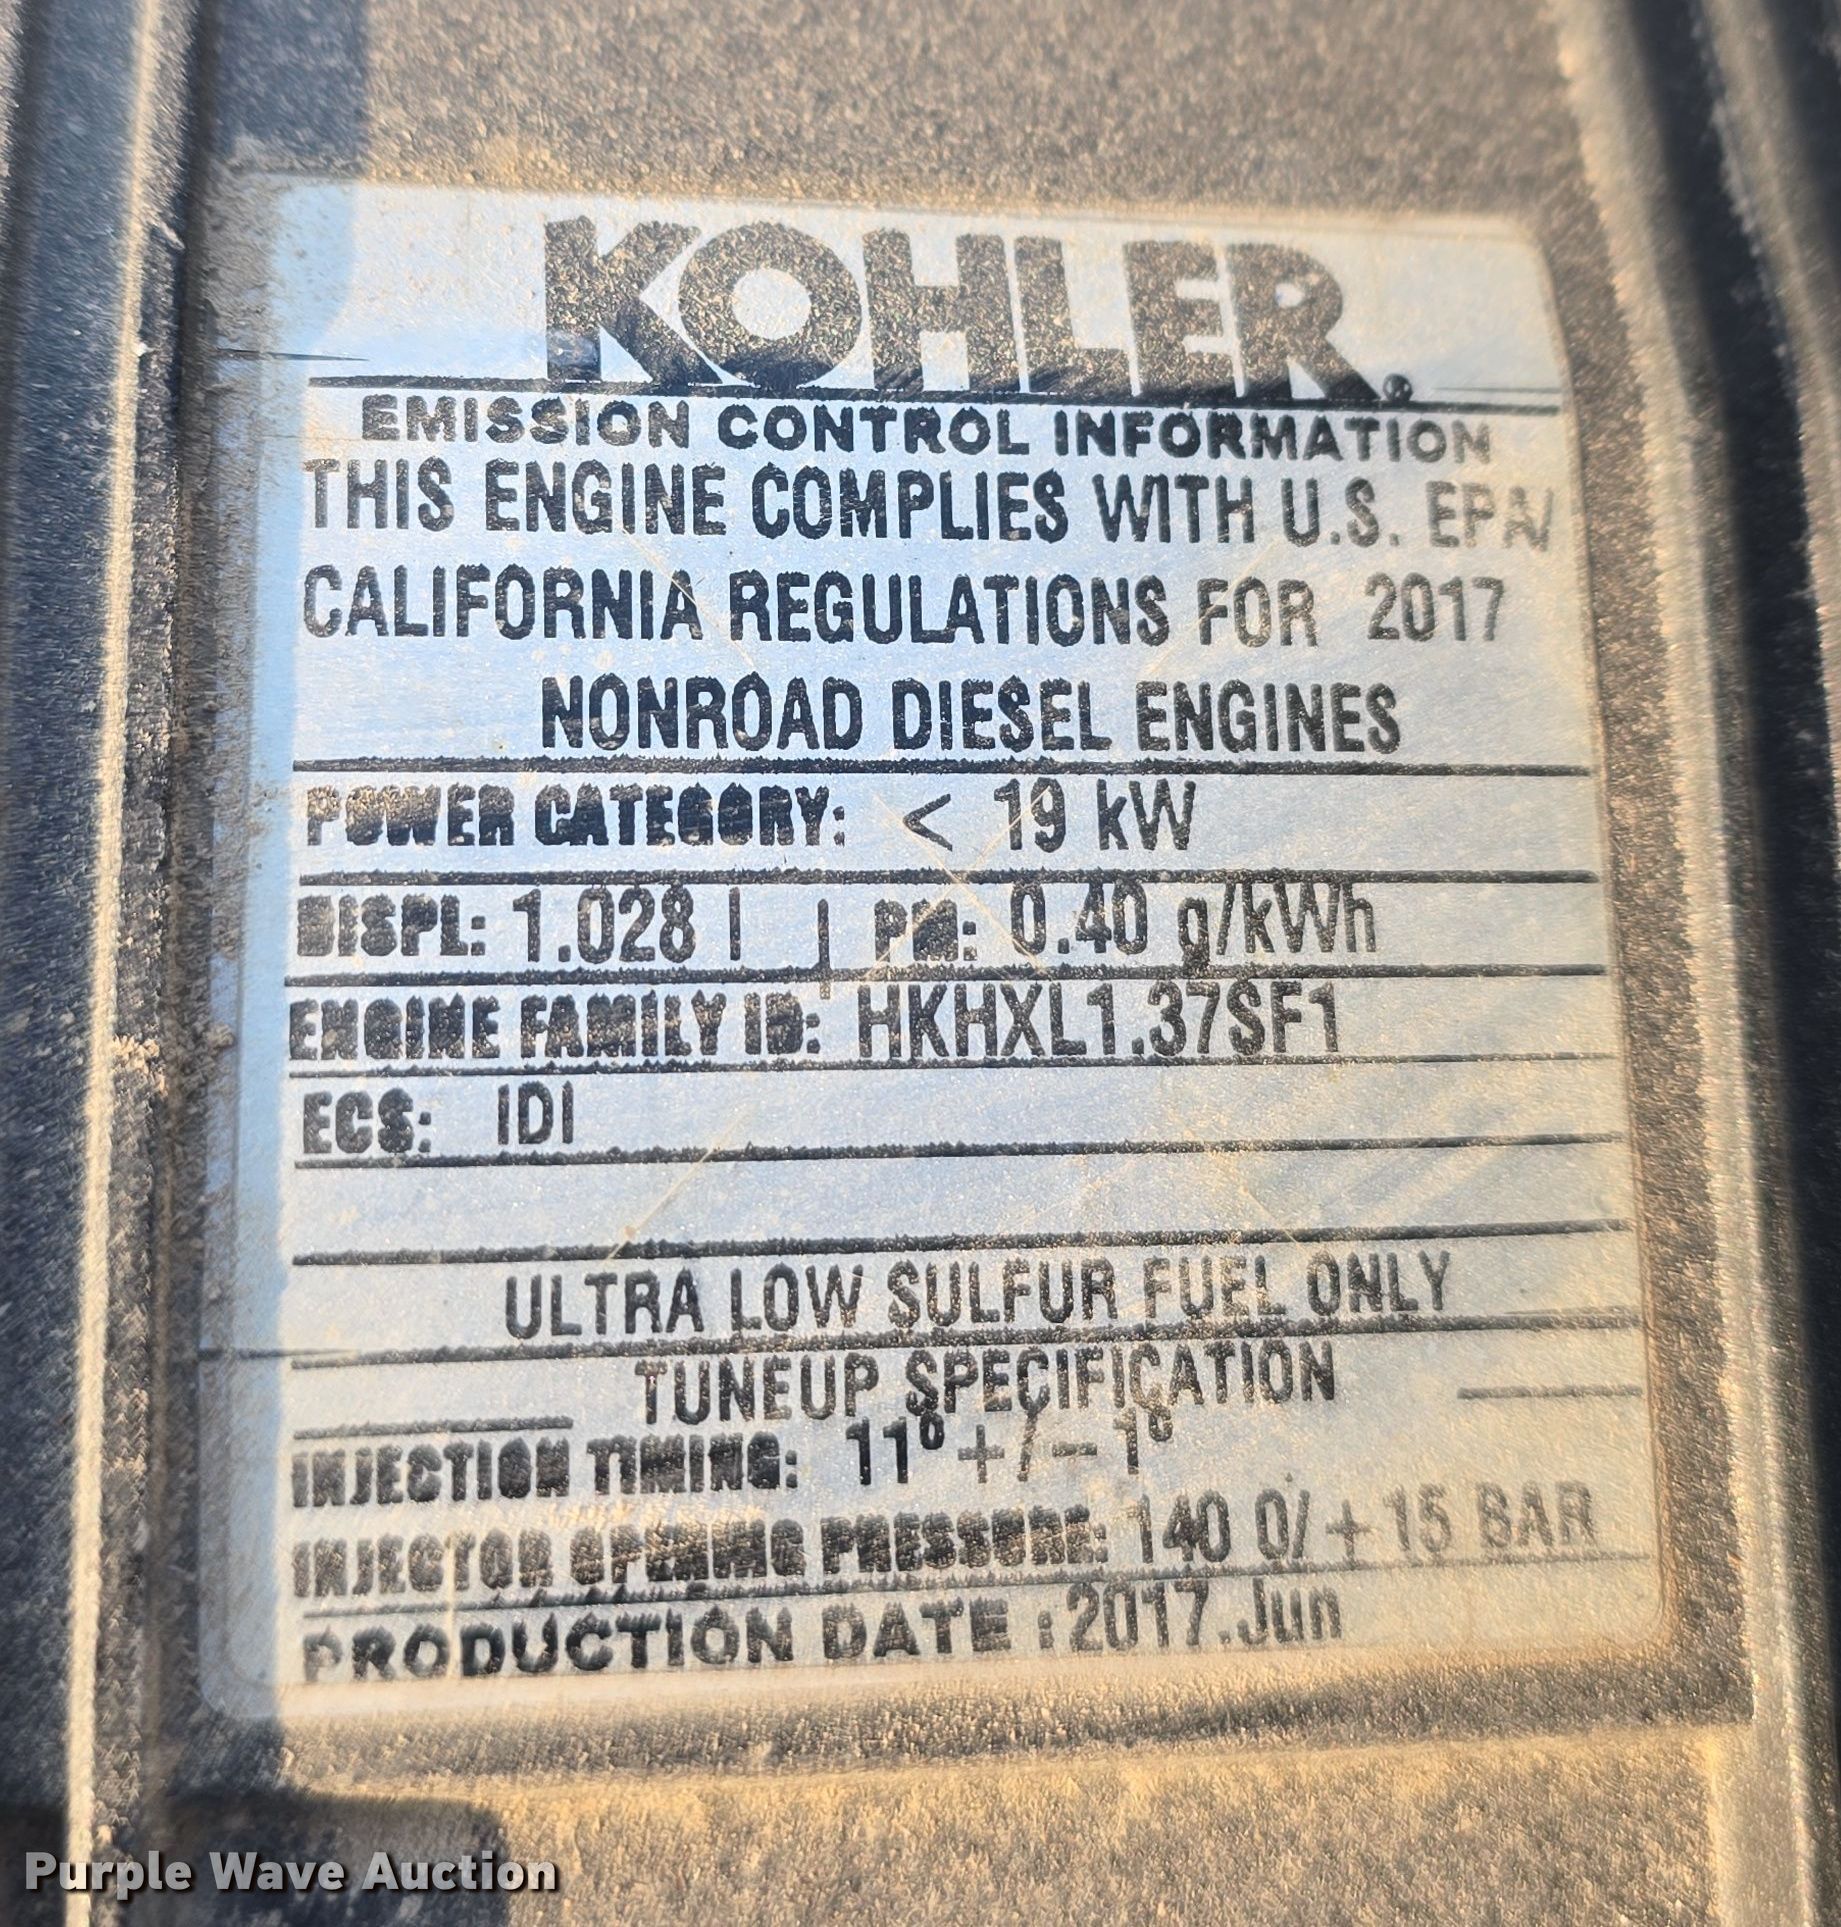 KOHLER®
EMISSION CONTROL INFORMATION
THIS ENGINE COMPLIES WITH U.S. EPA/
CALIFORNIA REGULATIONS FOR 2017
NONROAD DIESEL ENGINES
POWER CATEGORY: < 19 kW
DISPL: 1.028 l | PM: 0.40 g/kWh
ENGINE FAMILY ID: HKHXL1.37SF1
ECS: IDI
ULTRA LOW SULFUR FUEL ONLY
TUNEUP SPECIFICATION
INJECTION TIMING: 11° +/- 1°
INJECTOR OPENING PRESSURE: 140 0/ + 15 BAR
PRODUCTION DATE : 2017.Jun
Purple Wave Auction